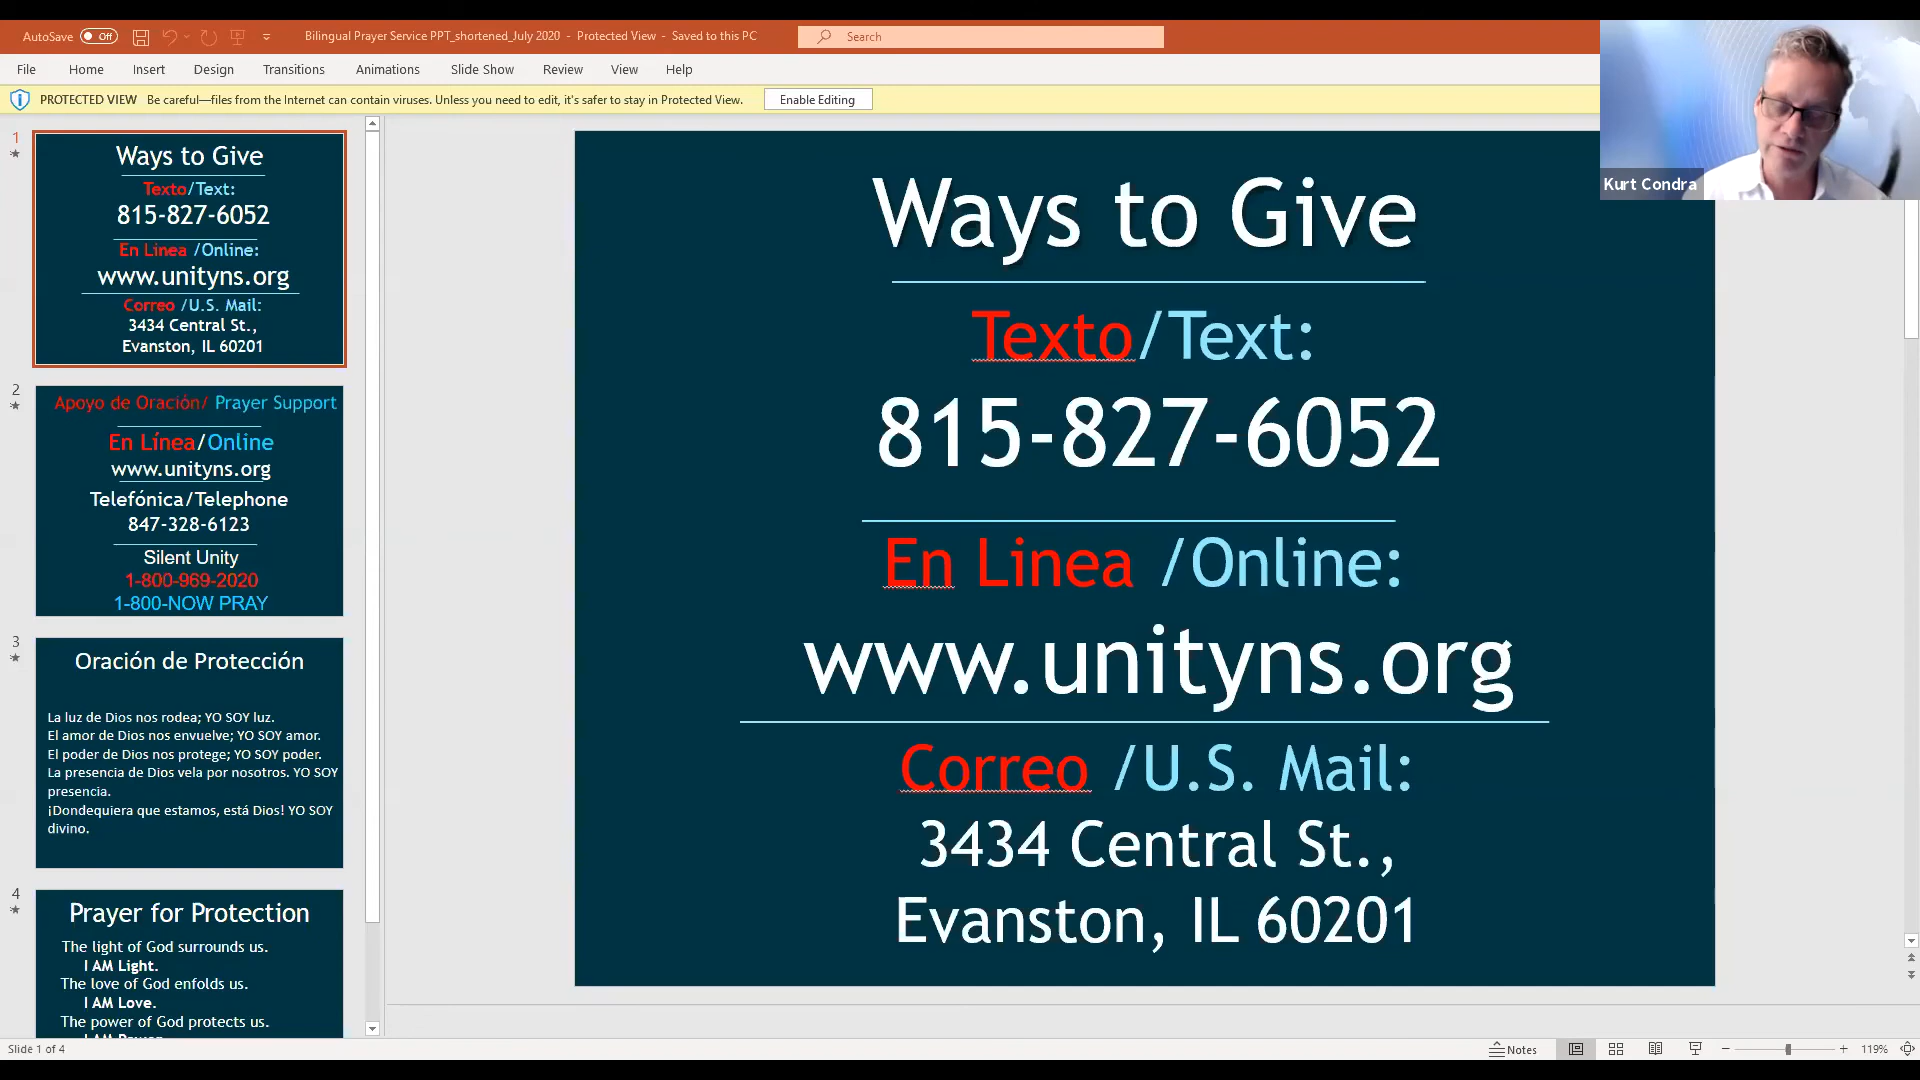 AutoSave Off
Bilingual Prayer Service PPT_shortened_July 2020 - Protected View - Saved to this PC
Search
File Home Insert Design Transitions Animations Slide Show Review View Help
PROTECTED VIEW Be careful—files from the Internet can contain viruses. Unless you need to edit, it's safer to stay in Protected View. Enable Editing
Kurt Condra
1
Ways to Give
Texto/Text:
815-827-6052
En Linea /Online:
www.unityns.org
Correo /U.S. Mail:
3434 Central St.,
Evanston, IL 60201
2
Apoyo de Oración/ Prayer Support
En Línea/Online
www.unityns.org
Telefónica/Telephone
847-328-6123
Silent Unity
1-800-969-2020
1-800-NOW PRAY
3
Oración de Protección
La luz de Dios nos rodea; YO SOY luz.
El amor de Dios nos envuelve; YO SOY amor.
El poder de Dios nos protege; YO SOY poder.
La presencia de Dios vela por nosotros. YO SOY
presencia.
¡Dondequiera que estamos, está Dios! YO SOY
divino.
4
Prayer for Protection
The light of God surrounds us.
I AM Light.
The love of God enfolds us.
I AM Love.
The power of God protects us.
I AM Power.
Ways to Give
Texto/Text:
815-827-6052
En Linea /Online:
www.unityns.org
Correo /U.S. Mail:
3434 Central St.,
Evanston, IL 60201
Slide 1 of 4
Notes
119%